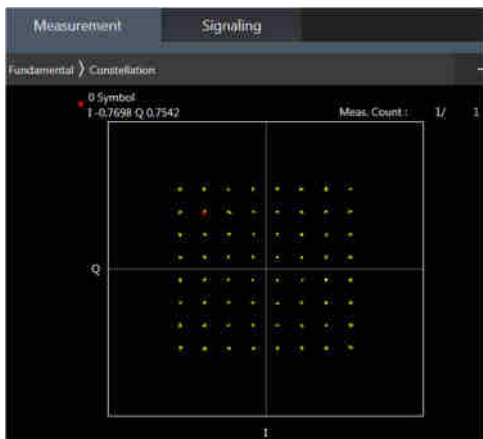 Measurement Signaling
Fundamental 〉 Constellation
0 Symbol
I -0.7698 Q 0.7542 Meas. Count : 1/ 1
Q
I